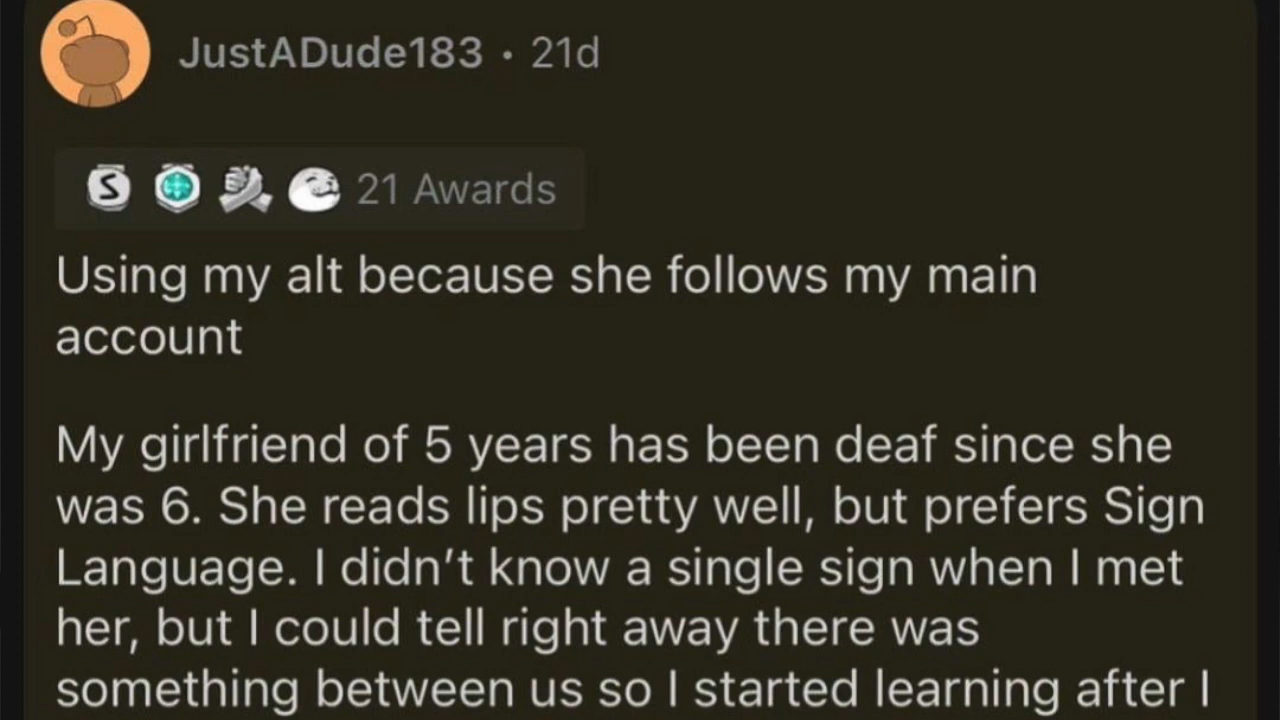 JustADude183 • 21d
S 21 Awards
Using my alt because she follows my main
account
My girlfriend of 5 years has been deaf since she
was 6. She reads lips pretty well, but prefers Sign
Language. I didn’t know a single sign when I met
her, but I could tell right away there was
something between us so I started learning after I